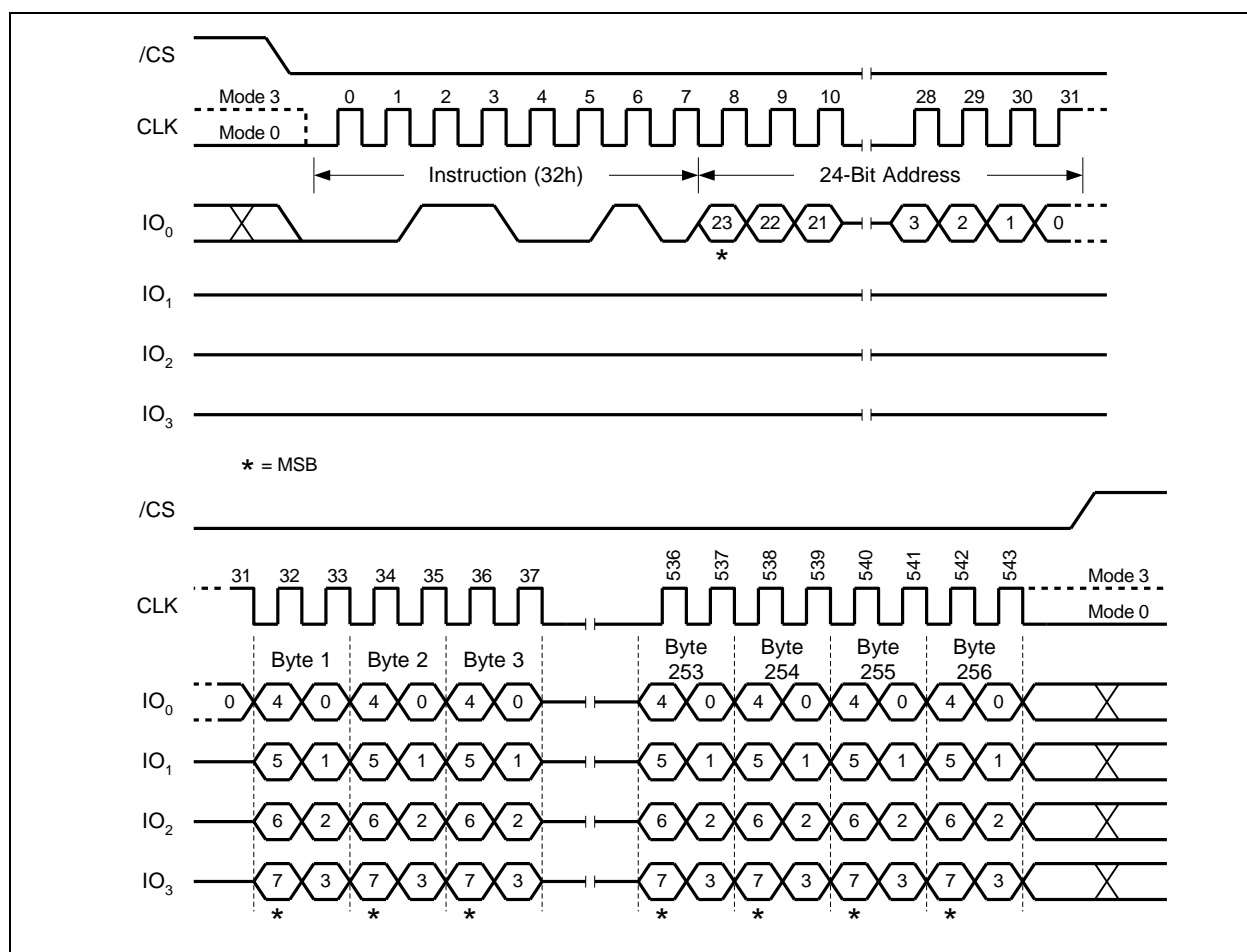 /CS
Mode 3 0 1 2 3 4 5 6 7 8 9 10 28 29 30 31
CLK
Mode 0
Instruction (32h) 24-Bit Address
IO0 23 22 21 3 2 1 0
*
IO1
IO2
IO3
* = MSB
/CS
31 32 33 34 35 36 37 536 537 538 539 540 541 542 543 Mode 3
CLK
Mode 0
Byte 1 Byte 2 Byte 3 Byte 253 Byte 254 Byte 255 Byte 256
IO0 0 4 0 4 0 4 0 4 0 4 0 4 0 4 0
IO1 5 1 5 1 5 1 5 1 5 1 5 1 5 1
IO2 6 2 6 2 6 2 6 2 6 2 6 2 6 2
IO3 7 3 7 3 7 3 7 3 7 3 7 3 7 3
* * * * * * *